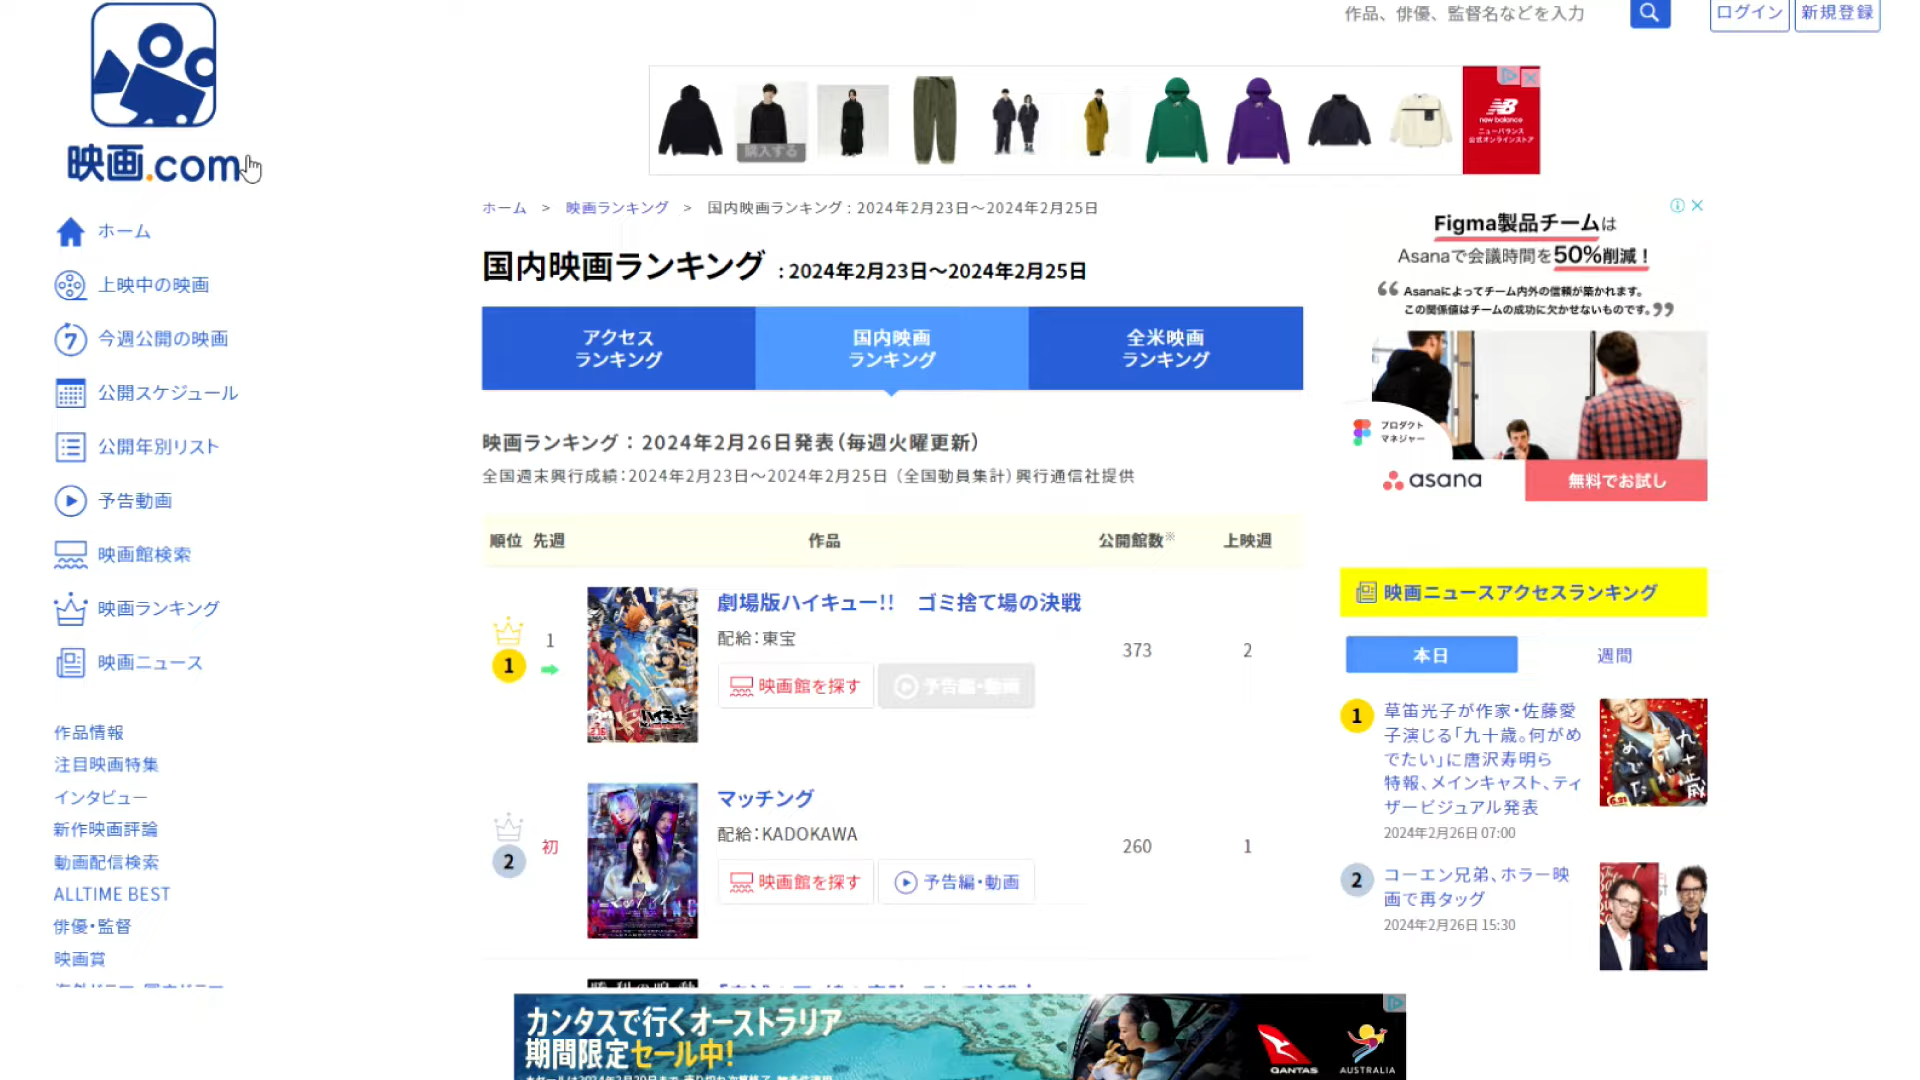 作品、俳優、監督名などを入力
ログイン
新規登録
映画.com
購入する
new balance
ニューバランス
公式オンラインストア
ホーム
上映中の映画
今週公開の映画
公開スケジュール
公開年別リスト
予告動画
映画館検索
映画ランキング
映画ニュース
作品情報
注目映画特集
インタビュー
新作映画評論
動画配信検索
ALLTIME BEST
俳優・監督
映画賞
ホーム > 映画ランキング > 国内映画ランキング : 2024年2月23日～2024年2月25日
国内映画ランキング : 2024年2月23日～2024年2月25日
アクセス
ランキング
国内映画
ランキング
全米映画
ランキング
映画ランキング : 2024年2月26日発表（毎週火曜更新）
全国週末興行成績：2024年2月23日～2024年2月25日（全国動員集計）興行通信社提供
順位 先週 作品 公開館数※ 上映週
1
1
劇場版ハイキュー!! ゴミ捨て場の決戦
配給：東宝
映画館を探す
予告編・動画
373
2
2
初
マッチング
配給：KADOKAWA
映画館を探す
予告編・動画
260
1
Figma製品チームは
Asanaで会議時間を50%削減！
“Asanaによってチーム内外の信頼が築かれます。
この関係値はチームの成功に欠かせないものです。”
プロダクト
マネジャー
asana
無料でお試し
映画ニュースアクセスランキング
本日
週間
1
草笛光子が作家・佐藤愛
子演じる「九十歳。何がめ
でたい」に唐沢寿明ら
特報、メインキャスト、ティ
ザービジュアル発表
2024年2月26日 07:00
2
コーエン兄弟、ホラー映
画で再タッグ
2024年2月26日 15:30
カンタスで行くオーストラリア
期間限定セール中!
QANTAS
AUSTRALIA